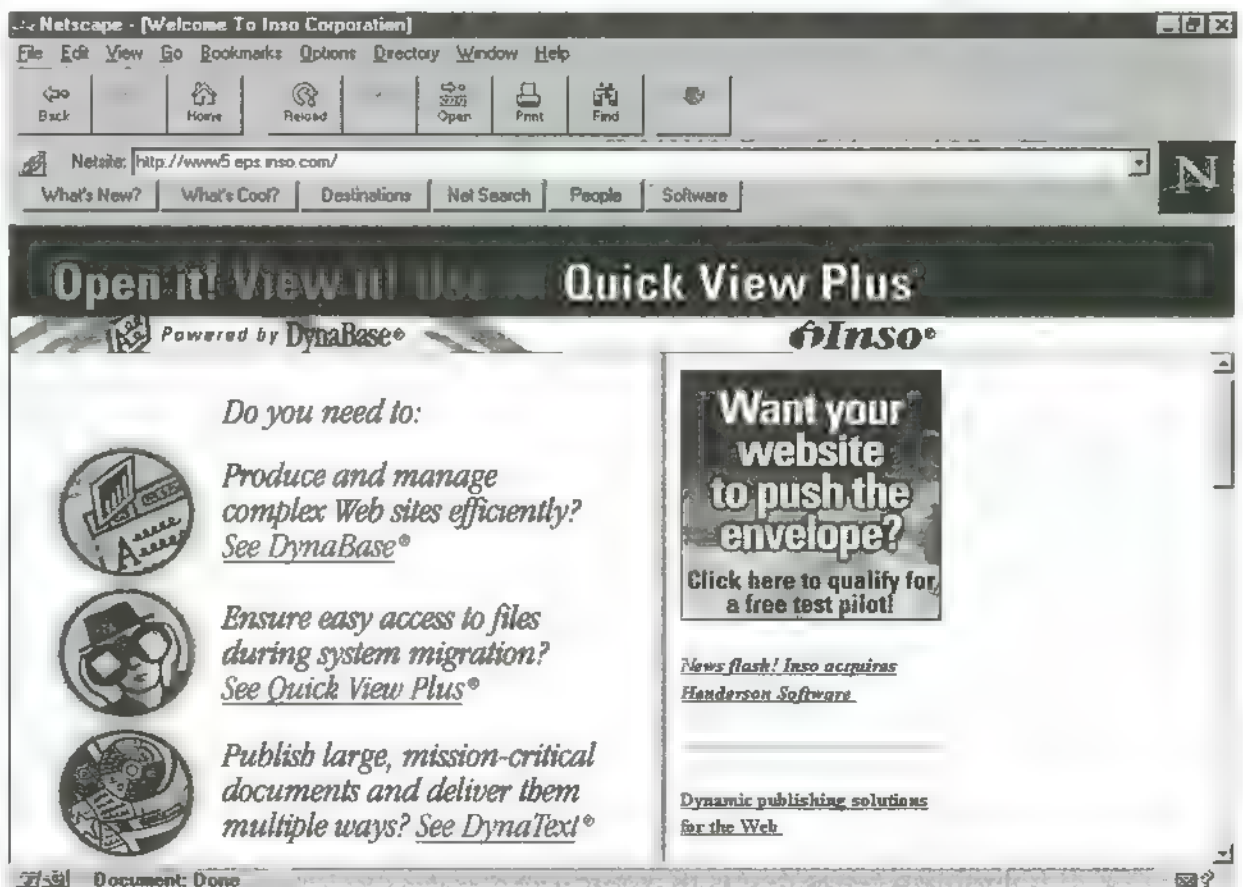 Netscape - [Welcome To Inso Corporation]
File Edit View Go Bookmarks Options Directory Window Help
Back Home Reload Open Print Find
Netsite: http://www5.eps.inso.com/
What's New? What's Cool? Destinations Net Search People Software
Open it! View it! Quick View Plus
Powered by DynaBase®
Inso®
Do you need to:
Produce and manage
complex Web sites efficiently?
See DynaBase®
Ensure easy access to files
during system migration?
See Quick View Plus®
Publish large, mission-critical
documents and deliver them
multiple ways? See DynaText®
Want your
website
to push the
envelope?
Click here to qualify for
a free test pilot!
News flash! Inso acquires
Henderson Software
Dynamic publishing solutions
for the Web
Document: Done